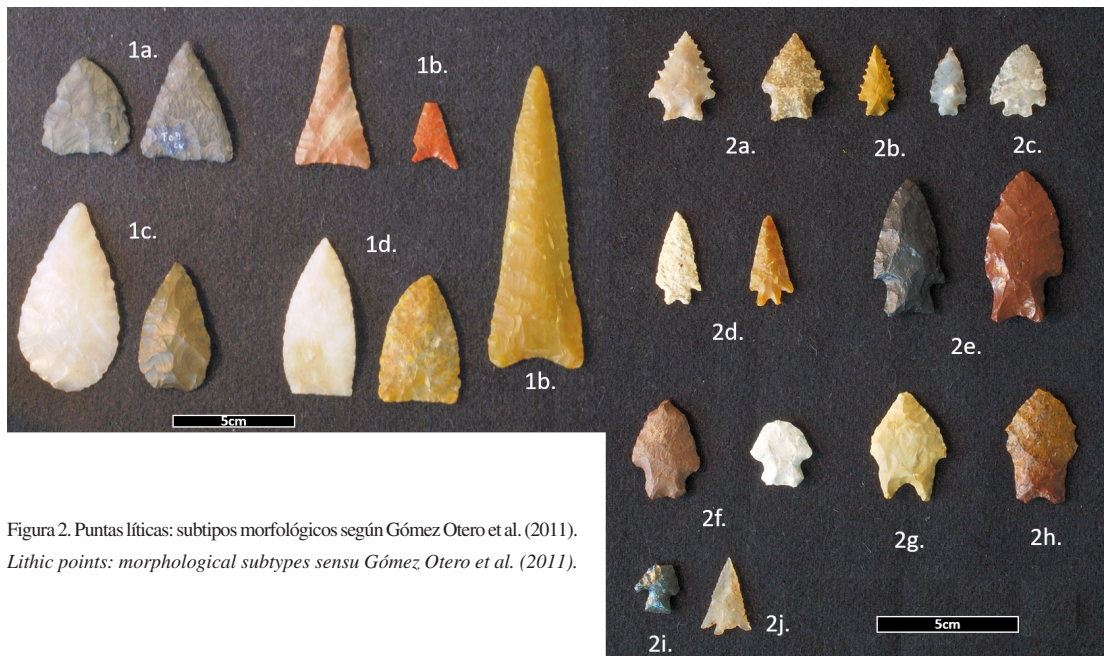 1a.
1b.
1c.
1d.
1b.
5cm
2a.
2b.
2c.
2d.
2e.
2f.
2g.
2h.
2i.
2j.
5cm
Figura 2. Puntas líticas: subtipos morfológicos según Gómez Otero et al. (2011).
Lithic points: morphological subtypes sensu Gómez Otero et al. (2011).